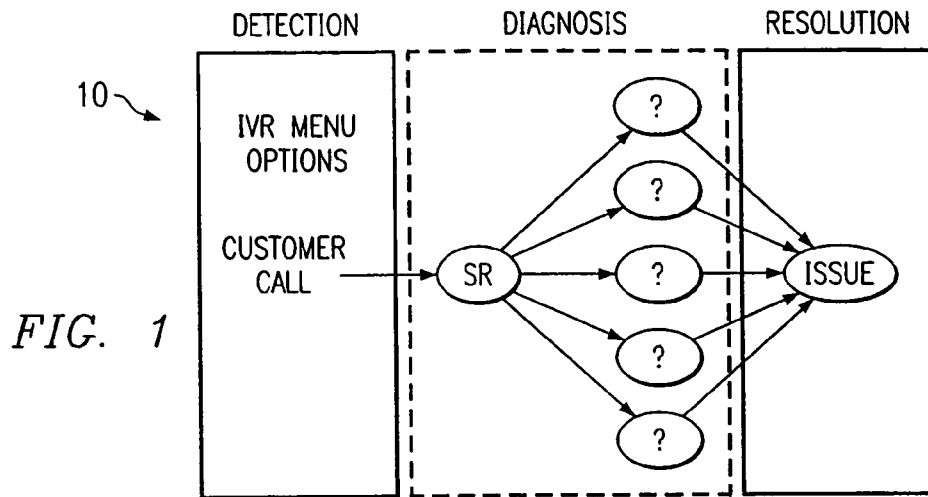 DETECTION
DIAGNOSIS
RESOLUTION
10
IVR MENU
OPTIONS
CUSTOMER
CALL
SR
?
?
?
?
?
ISSUE
FIG. 1